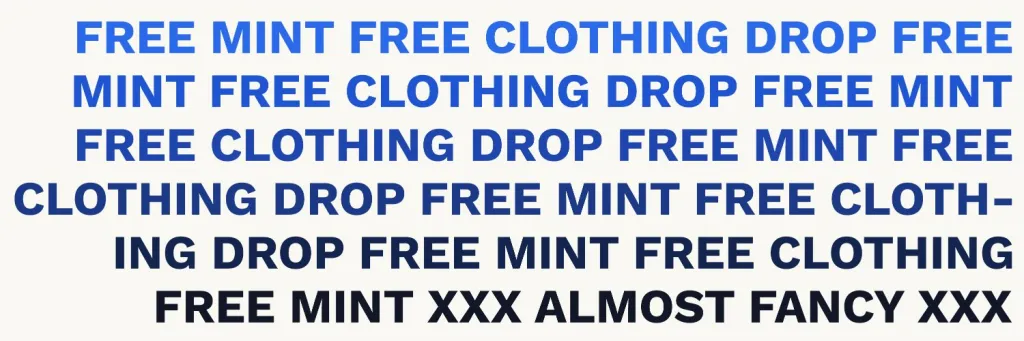 FREE MINT FREE CLOTHING DROP FREE
MINT FREE CLOTHING DROP FREE MINT
FREE CLOTHING DROP FREE MINT FREE
CLOTHING DROP FREE MINT FREE CLOTH-
ING DROP FREE MINT FREE CLOTHING
FREE MINT XXX ALMOST FANCY XXX